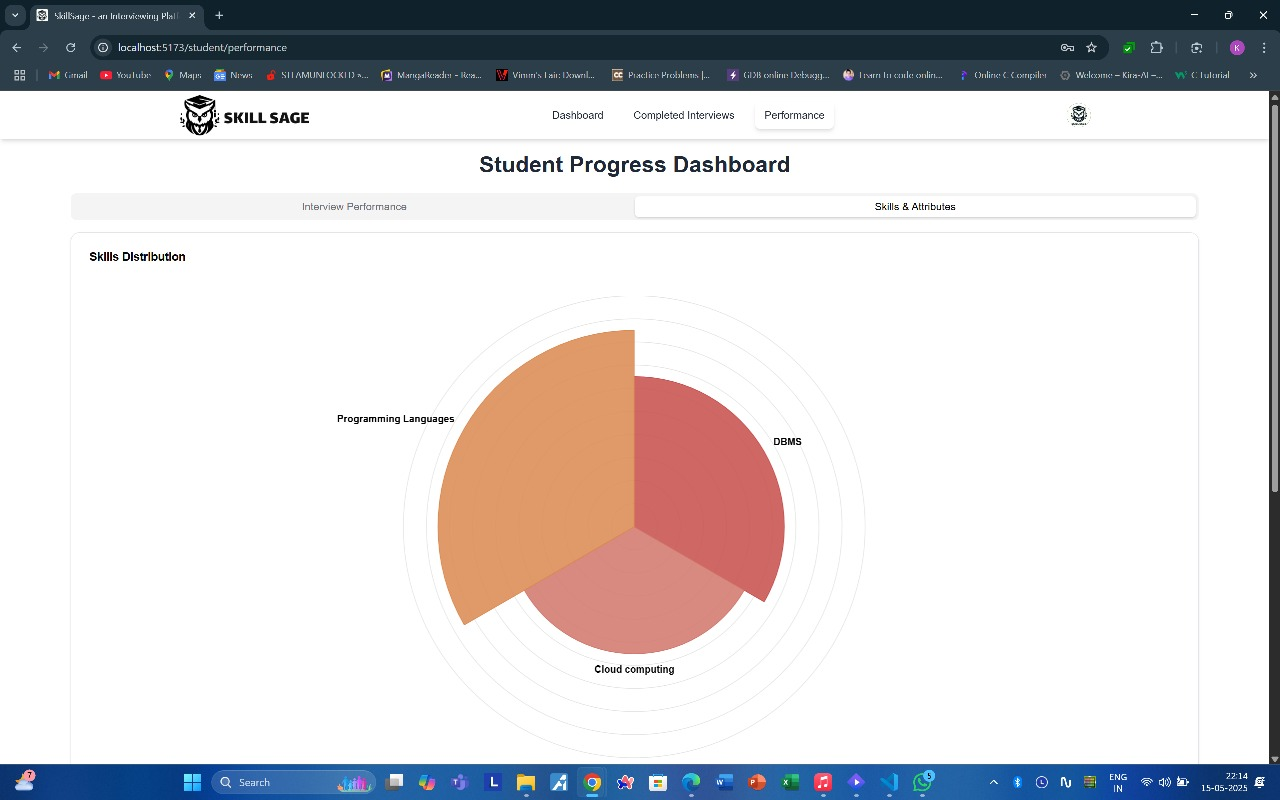 SkillSage - an Interviewing Platf
localhost:5173/student/performance
K
Gmail
YouTube
Maps
News
STEAMUNLOCKED »...
MangaReader - Rea...
Vimm's Lair: Downl...
Practice Problems |...
GDB online Debugg...
Learn to code onlin...
Online C Compiler
Welcome – Kira-AI –...
C Tutorial
SKILL SAGE
Dashboard
Completed Interviews
Performance
Student Progress Dashboard
Interview Performance
Skills & Attributes
Skills Distribution
Programming Languages
DBMS
Cloud computing
7
Search
L
5
ENG
IN
22:14
15-05-2025